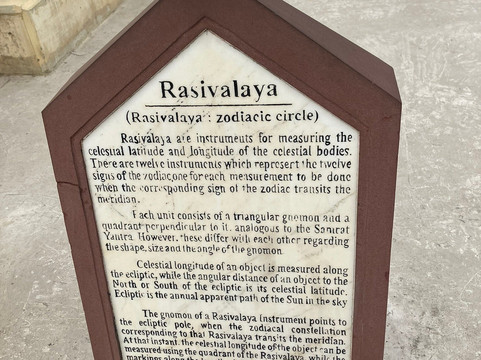 Rasivalaya
(Rasivalaya : zodiacic circle)
Rasivalaya are instruments for measuring the
celestial latitude and longitude of the celestial bodies.
There are twelve instruments which represent the twelve
signs of the zodiac one for each measurement to be done
when the corresponding sign of the zodiac transits the
meridian.
Each unit consists of a triangular gnomon and a
quadrant perpendicular to it, analogous to the Samrat
Yantra. However, these differ with each other regarding
the shape, size and the angle of the gnomon.
Celestial longitude of an object is measured along
the ecliptic, while the angular distance of an object to the
North or South of the ecliptic is its celestial latitude.
Ecliptic is the annual apparent path of the Sun in the sky
The gnomon of a Rasivalaya Instrument points to
the ecliptic pole, when the zodiacal constellation
corresponding to that Rasivalaya transits the meridian.
At that instant, the celestial longitude of the object can be
measured using the quadrant of the Rasivalaya, while the